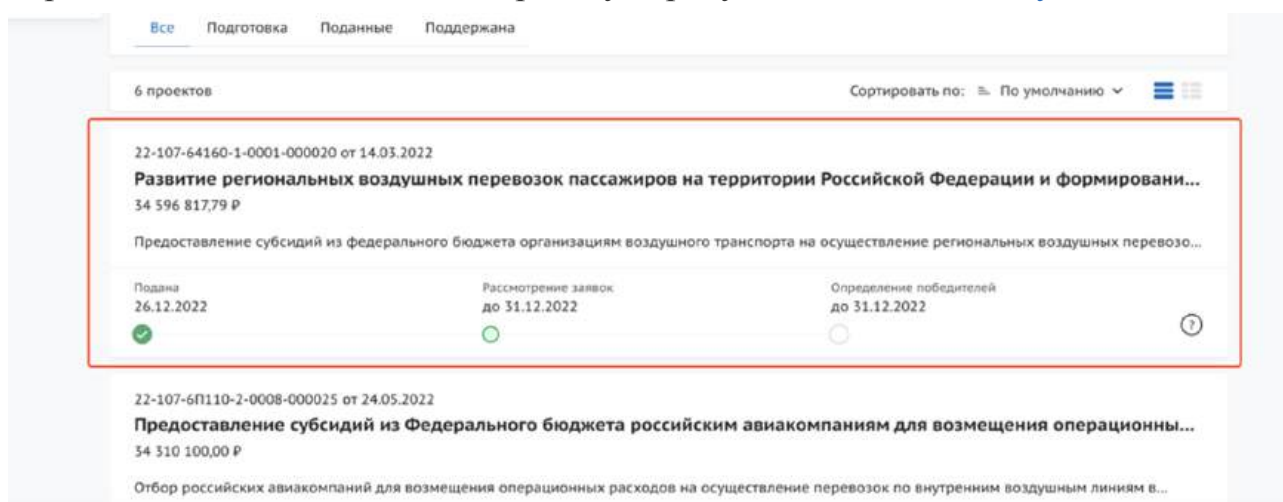 Все Подготовка Поданные Поддержана
6 проектов Сортировать по: По умолчанию
22-107-64160-1-0001-000020 от 14.03.2022
Развитие региональных воздушных перевозок пассажиров на территории Российской Федерации и формировани...
34 596 817,79 ₽
Предоставление субсидий из федерального бюджета организациям воздушного транспорта на осуществление региональных воздушных перевозо...
Подана Рассмотрение заявок Определение победителей
26.12.2022 до 31.12.2022 до 31.12.2022
?
22-107-6П110-2-0008-000025 от 24.05.2022
Предоставление субсидий из Федерального бюджета российским авиакомпаниям для возмещения операционны...
34 310 100,00 ₽
Отбор российских авиакомпаний для возмещения операционных расходов на осуществление перевозок по внутренним воздушным линиям в...